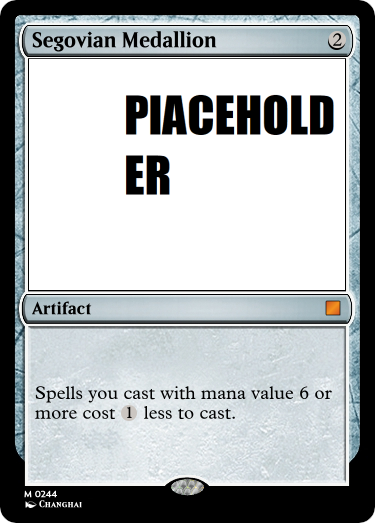 Segovian Medallion 2
PIACEHOLD
ER
Artifact
Spells you cast with mana value 6 or
more cost 1 less to cast.
M 0244
CHANGHAI